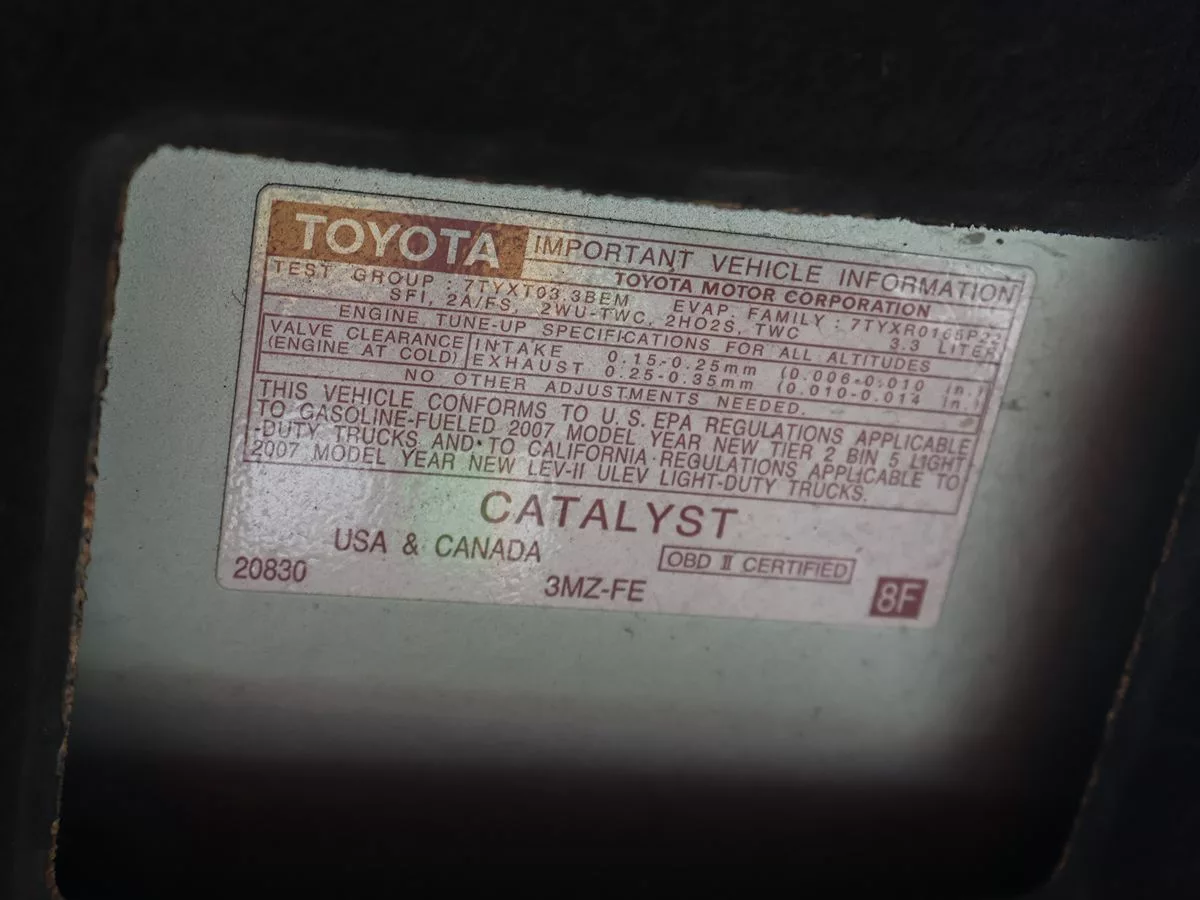 TOYOTA IMPORTANT VEHICLE INFORMATION
TOYOTA MOTOR CORPORATION
TEST GROUP : 7TYXT03.3BEM EVAP. FAMILY : 7TYXR0165P22
SFI, 2A/FS, 2WU-TWC, 2HO2S, TWC 3.3 LITER
ENGINE TUNE-UP SPECIFICATIONS FOR ALL ALTITUDES
VALVE CLEARANCE INTAKE 0.15-0.25mm (0.006-0.010 in.)
(ENGINE AT COLD) EXHAUST 0.25-0.35mm (0.010-0.014 in.)
NO OTHER ADJUSTMENTS NEEDED.
THIS VEHICLE CONFORMS TO U.S. EPA REGULATIONS APPLICABLE
TO GASOLINE-FUELED 2007 MODEL YEAR NEW TIER 2 BIN 5 LIGHT
-DUTY TRUCKS AND TO CALIFORNIA REGULATIONS APPLICABLE TO
2007 MODEL YEAR NEW LEV-II ULEV LIGHT-DUTY TRUCKS.
CATALYST
USA & CANADA OBD II CERTIFIED
20830 3MZ-FE 8F